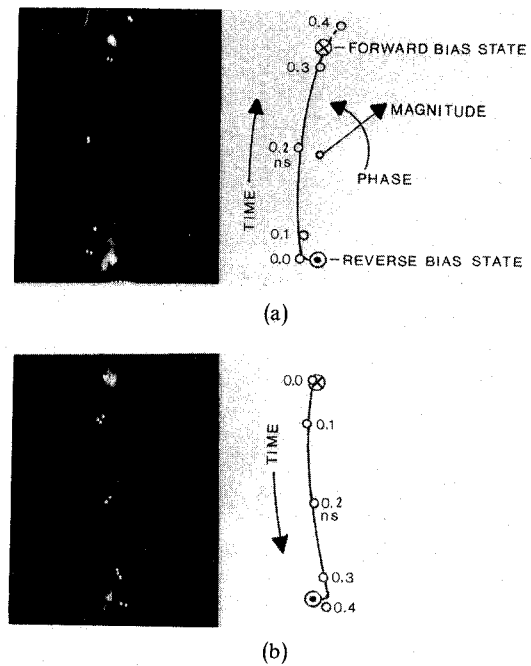 0.4
FORWARD BIAS STATE
0.3
MAGNITUDE
0.2
ns
PHASE
TIME
0.1
0.0
REVERSE BIAS STATE
(a)
0.0
0.1
TIME
0.2
ns
0.3
0.4
(b)